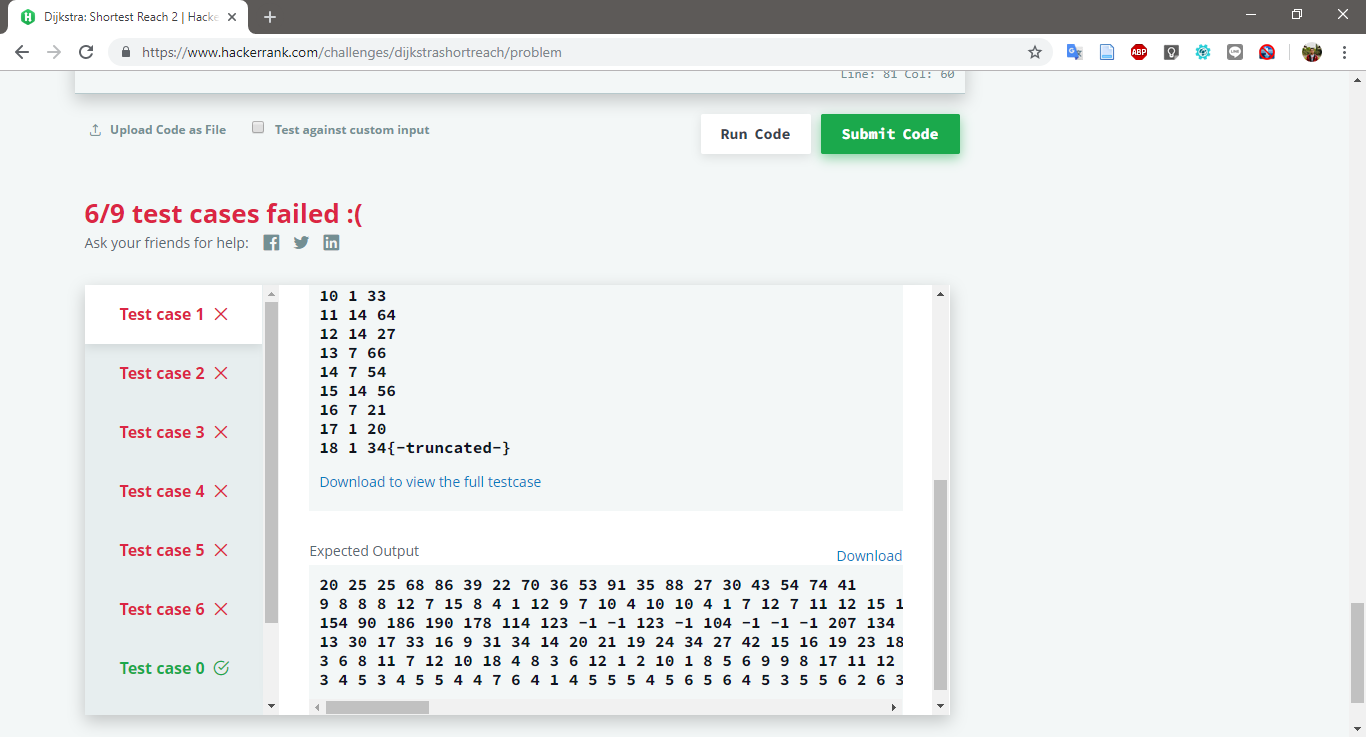 Dijkstra: Shortest Reach 2 | Hacke
https://www.hackerrank.com/challenges/dijkstrashortreach/problem
ABP
Line: 81 Col: 60
Upload Code as File
Test against custom input
Run Code
Submit Code
6/9 test cases failed :(
Ask your friends for help:
Test case 1
Test case 2
Test case 3
Test case 4
Test case 5
Test case 6
Test case 0
10 1 33
11 14 64
12 14 27
13 7 66
14 7 54
15 14 56
16 7 21
17 1 20
18 1 34{-truncated-}
Download to view the full testcase
Expected Output
Download
20 25 25 68 86 39 22 70 36 53 91 35 88 27 30 43 54 74 41
9 8 8 8 12 7 15 8 4 1 12 9 7 10 4 10 10 4 1 7 12 7 11 12 15 1
154 90 186 190 178 114 123 -1 -1 123 -1 104 -1 -1 -1 207 134
13 30 17 33 16 9 31 34 14 20 21 19 24 34 27 42 15 16 19 23 18
3 6 8 11 7 12 10 18 4 8 3 6 12 1 2 10 1 8 5 6 9 9 8 17 11 12
3 4 5 3 4 5 5 4 4 7 6 4 1 4 5 5 5 4 5 6 5 6 4 5 3 5 5 6 2 6 3